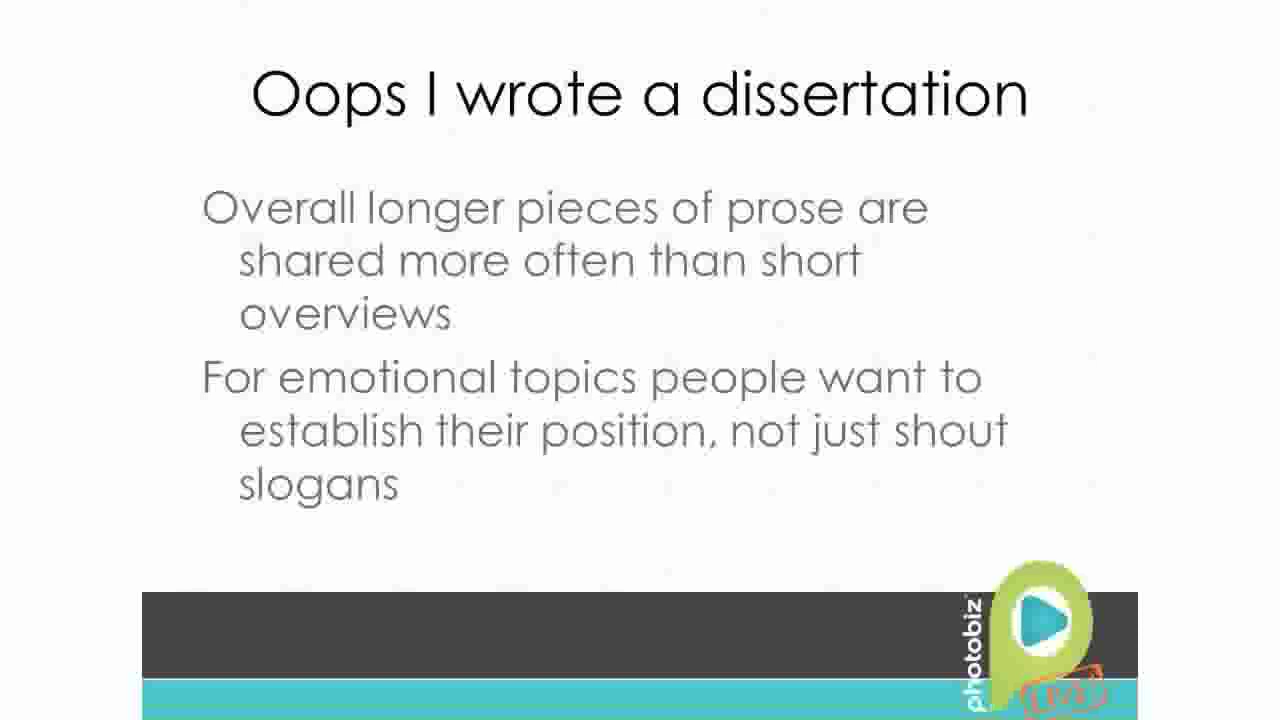 Oops I wrote a dissertation
Overall longer pieces of prose are
shared more often than short
overviews
For emotional topics people want to
establish their position, not just shout
slogans
photobiz
LIVE